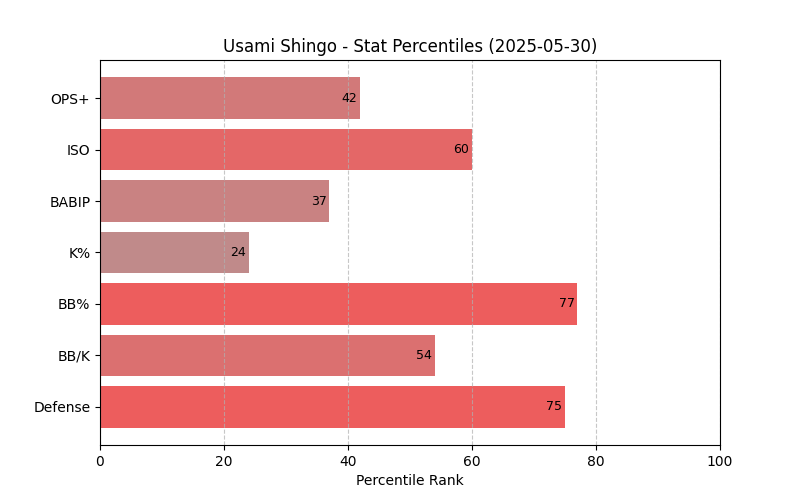 Usami Shingo - Stat Percentiles (2025-05-30)
OPS+ 42
ISO 60
BABIP 37
K% 24
BB% 77
BB/K 54
Defense 75
0 20 40 60 80 100
Percentile Rank